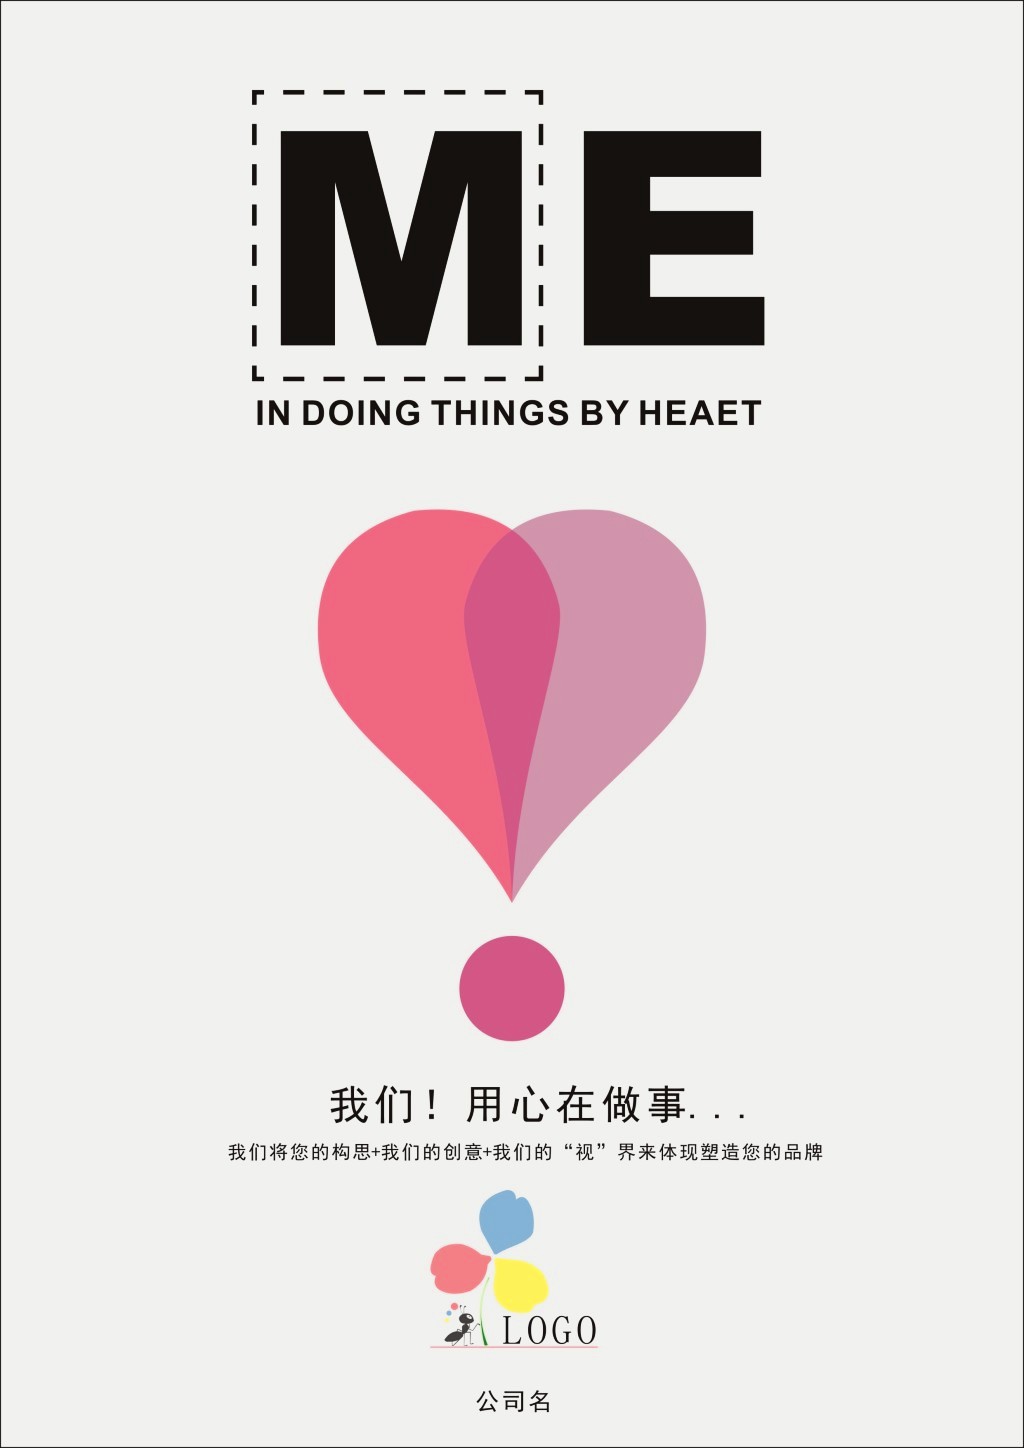 ME
IN DOING THINGS BY HEAET
我们！用心在做事...
我们将您的构思+我们的创意+我们的“视”界来体现塑造您的品牌
LOGO
公司名